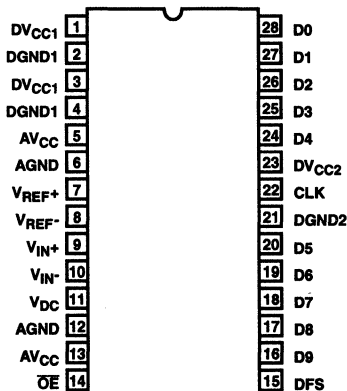 DVCC1 1 28 D0
DGND1 2 27 D1
DVCC1 3 26 D2
DGND1 4 25 D3
AVCC 5 24 D4
AGND 6 23 DVCC2
VREF+ 7 22 CLK
VREF- 8 21 DGND2
VIN+ 9 20 D5
VIN- 10 19 D6
VDC 11 18 D7
AGND 12 17 D8
AVCC 13 16 D9
OE 14 15 DFS